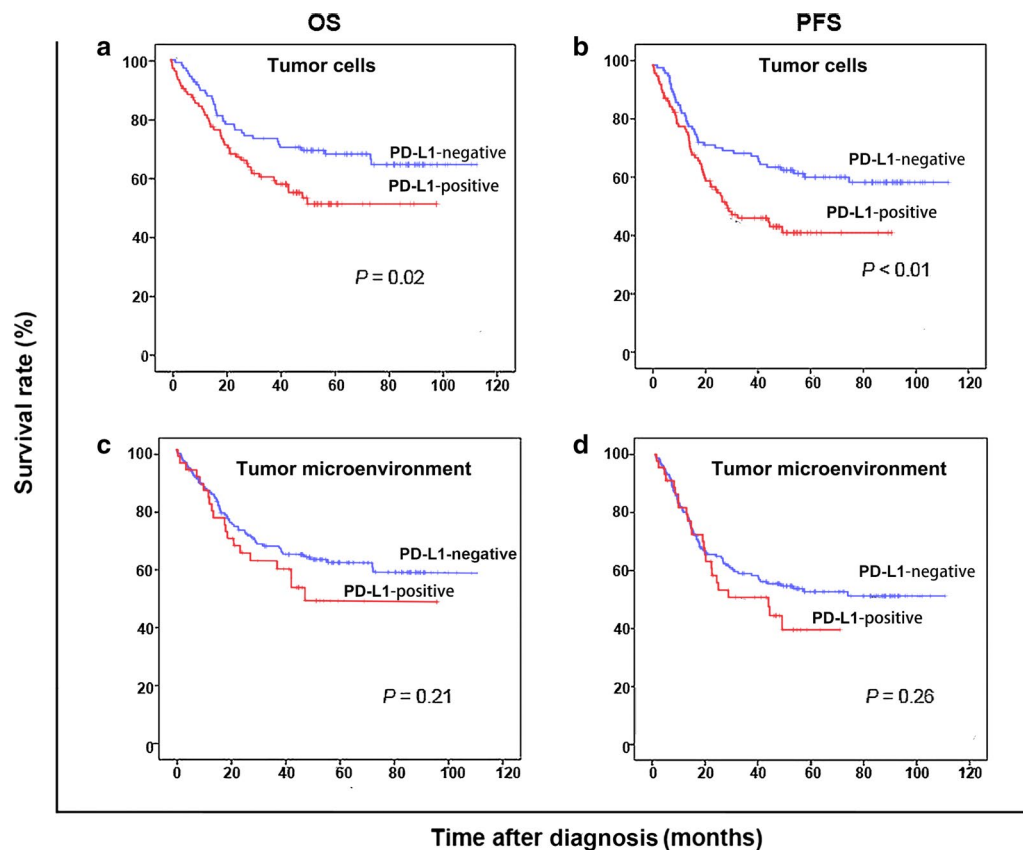 OS
PFS
a
Tumor cells
100
80
60
40
20
0
PD-L1-negative
PD-L1-positive
P = 0.02
0 20 40 60 80 100 120
b
Tumor cells
100
80
60
40
20
0
PD-L1-negative
PD-L1-positive
P < 0.01
0 20 40 60 80 100 120
c
Tumor microenvironment
100
80
60
40
20
0
PD-L1-negative
PD-L1-positive
P = 0.21
0 20 40 60 80 100 120
d
Tumor microenvironment
100
80
60
40
20
0
PD-L1-negative
PD-L1-positive
P = 0.26
0 20 40 60 80 100 120
Survival rate (%)
Time after diagnosis (months)